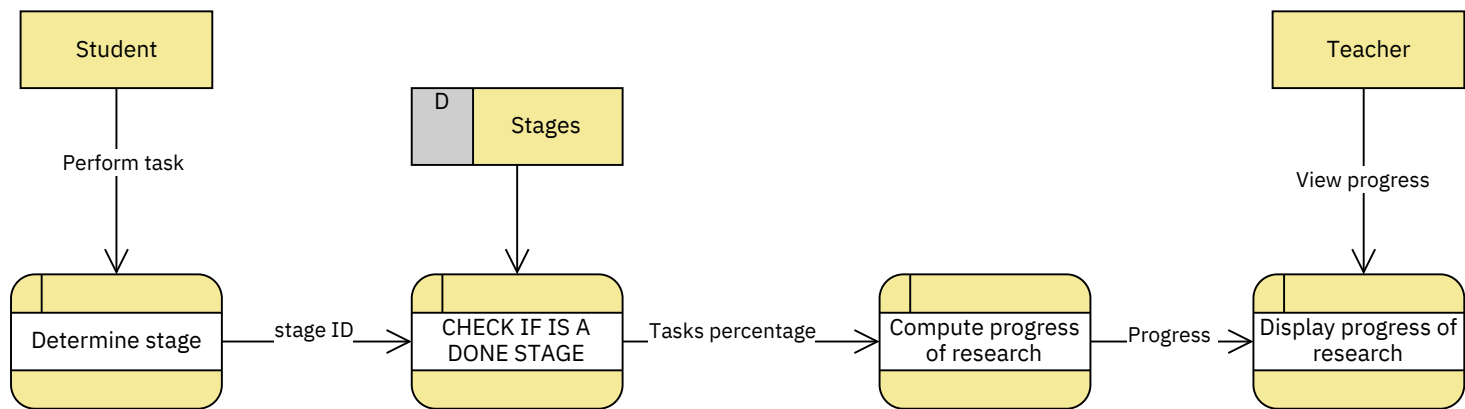 Student
Teacher
D
Stages
Perform task
View progress
Determine stage
stage ID
CHECK IF IS A
DONE STAGE
Tasks percentage
Compute progress
of research
Progress
Display progress of
research